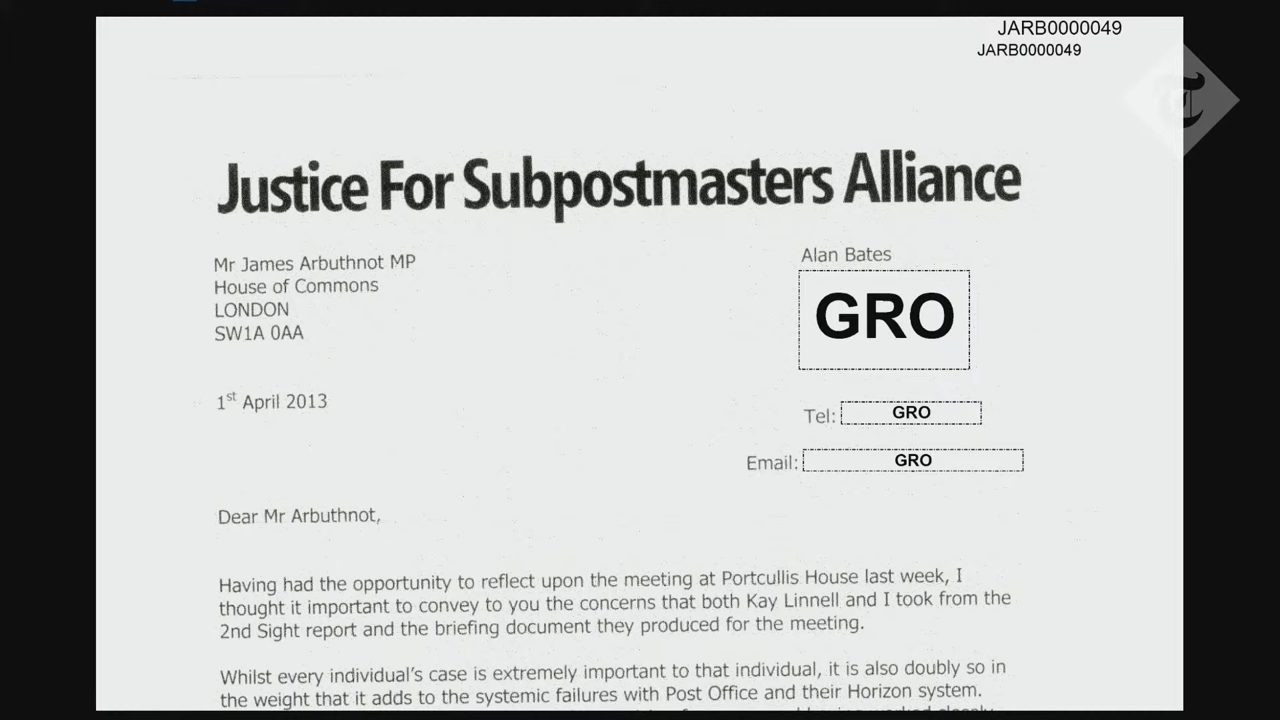 JARB0000049
JARB0000049
Justice For Subpostmasters Alliance
Mr James Arbuthnot MP
House of Commons
LONDON
SW1A 0AA
Alan Bates
GRO
1st April 2013
Tel: GRO
Email: GRO
Dear Mr Arbuthnot,
Having had the opportunity to reflect upon the meeting at Portcullis House last week, I
thought it important to convey to you the concerns that both Kay Linnell and I took from the
2nd Sight report and the briefing document they produced for the meeting.
Whilst every individual's case is extremely important to that individual, it is also doubly so in
the weight that it adds to the systemic failures with Post Office and their Horizon system.